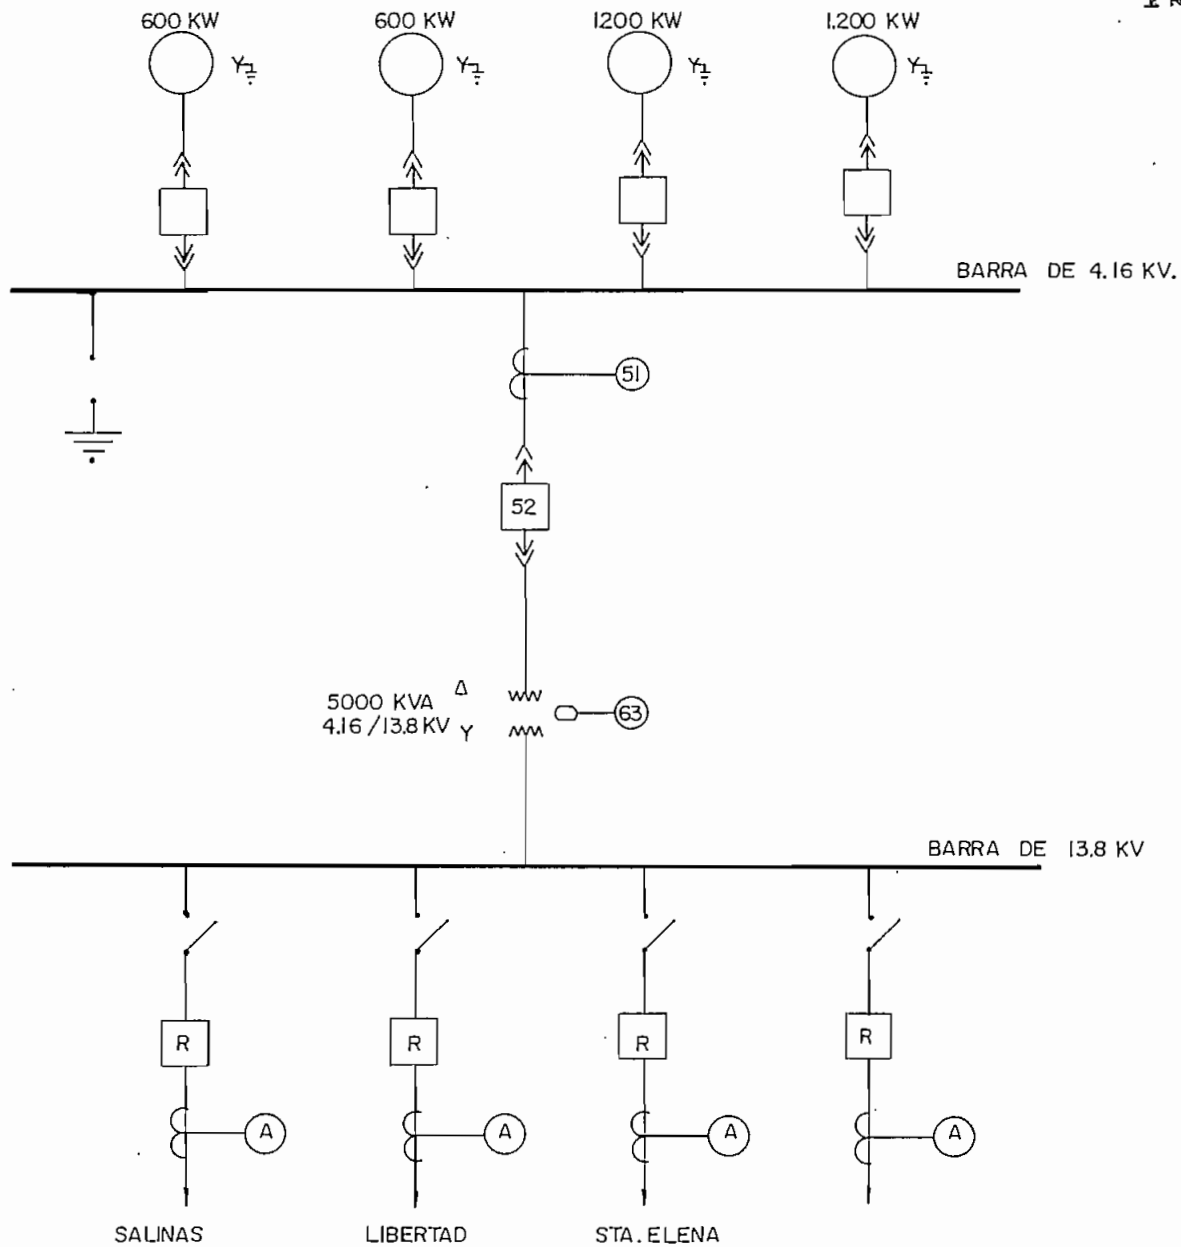 600 KW
600 KW
1200 KW
1.200 KW
Y
Y
Y
Y
BARRA DE 4.16 KV.
51
52
5000 KVA Δ
4.16/13.8 KV Y
63
BARRA DE 13.8 KV
R
R
R
R
A
A
A
A
SALINAS
LIBERTAD
STA. ELENA